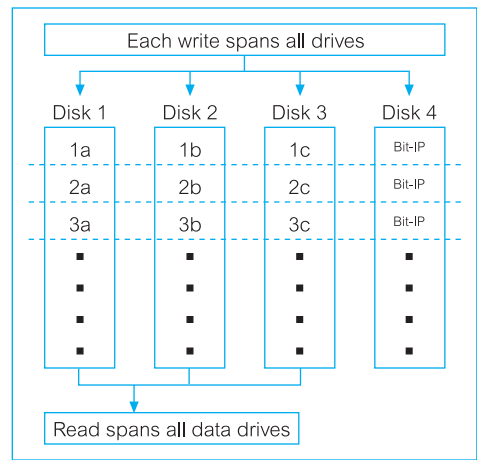 Each write spans all drives
Disk 1 Disk 2 Disk 3 Disk 4
1a 1b 1c Bit-IP
2a 2b 2c Bit-IP
3a 3b 3c Bit-IP
Read spans all data drives